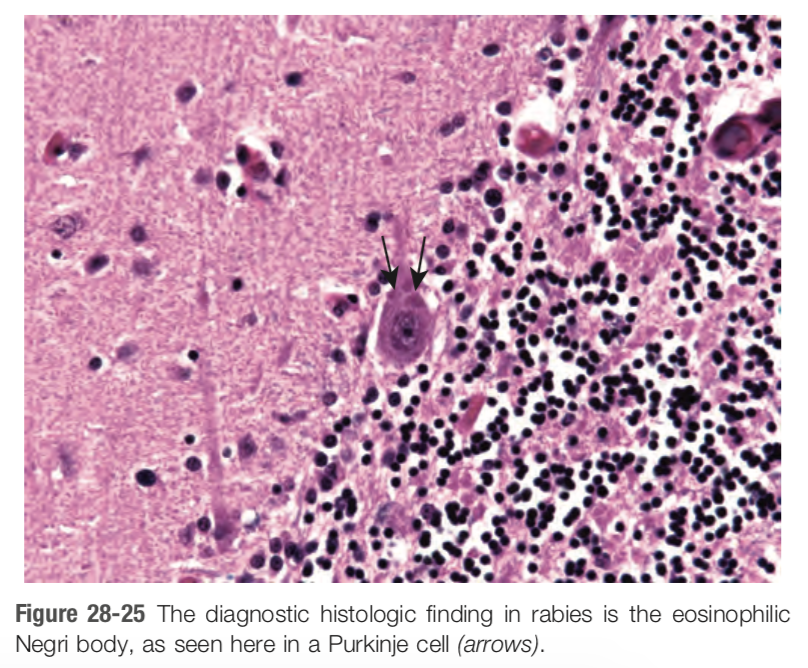 Figure 28-25 The diagnostic histologic finding in rabies is the eosinophilic
Negri body, as seen here in a Purkinje cell (arrows).